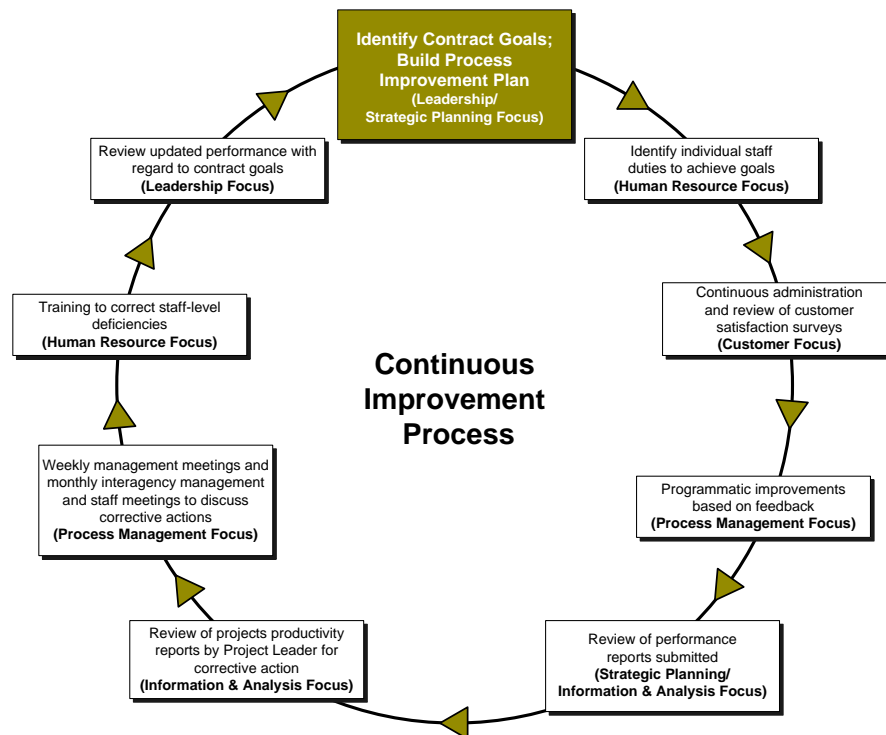 Identify Contract Goals;
Build Process
Improvement Plan
(Leadership/
Strategic Planning Focus)
Identify individual staff
duties to achieve goals
(Human Resource Focus)
Continuous administration
and review of customer
satisfaction surveys
(Customer Focus)
Programmatic improvements
based on feedback
(Process Management Focus)
Review of performance
reports submitted
(Strategic Planning/
Information & Analysis Focus)
Review of projects productivity
reports by Project Leader for
corrective action
(Information & Analysis Focus)
Weekly management meetings and
monthly interagency management
and staff meetings to discuss
corrective actions
(Process Management Focus)
Training to correct staff-level
deficiencies
(Human Resource Focus)
Review updated performance with
regard to contract goals
(Leadership Focus)
Continuous
Improvement
Process